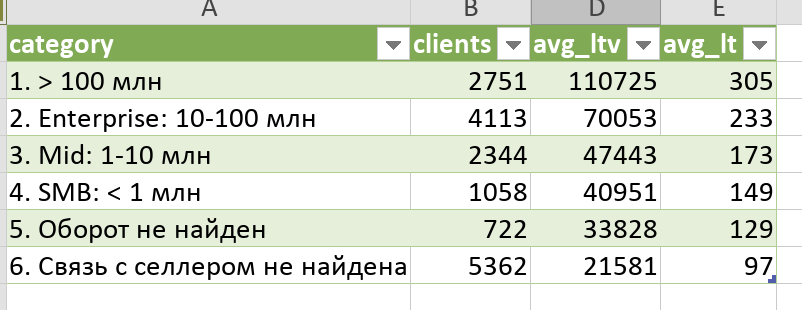 A B D E
category clients avg_ltv avg_lt
1. > 100 млн 2751 110725 305
2. Enterprise: 10-100 млн 4113 70053 233
3. Mid: 1-10 млн 2344 47443 173
4. SMB: < 1 млн 1058 40951 149
5. Оборот не найден 722 33828 129
6. Связь с селлером не найдена 5362 21581 97